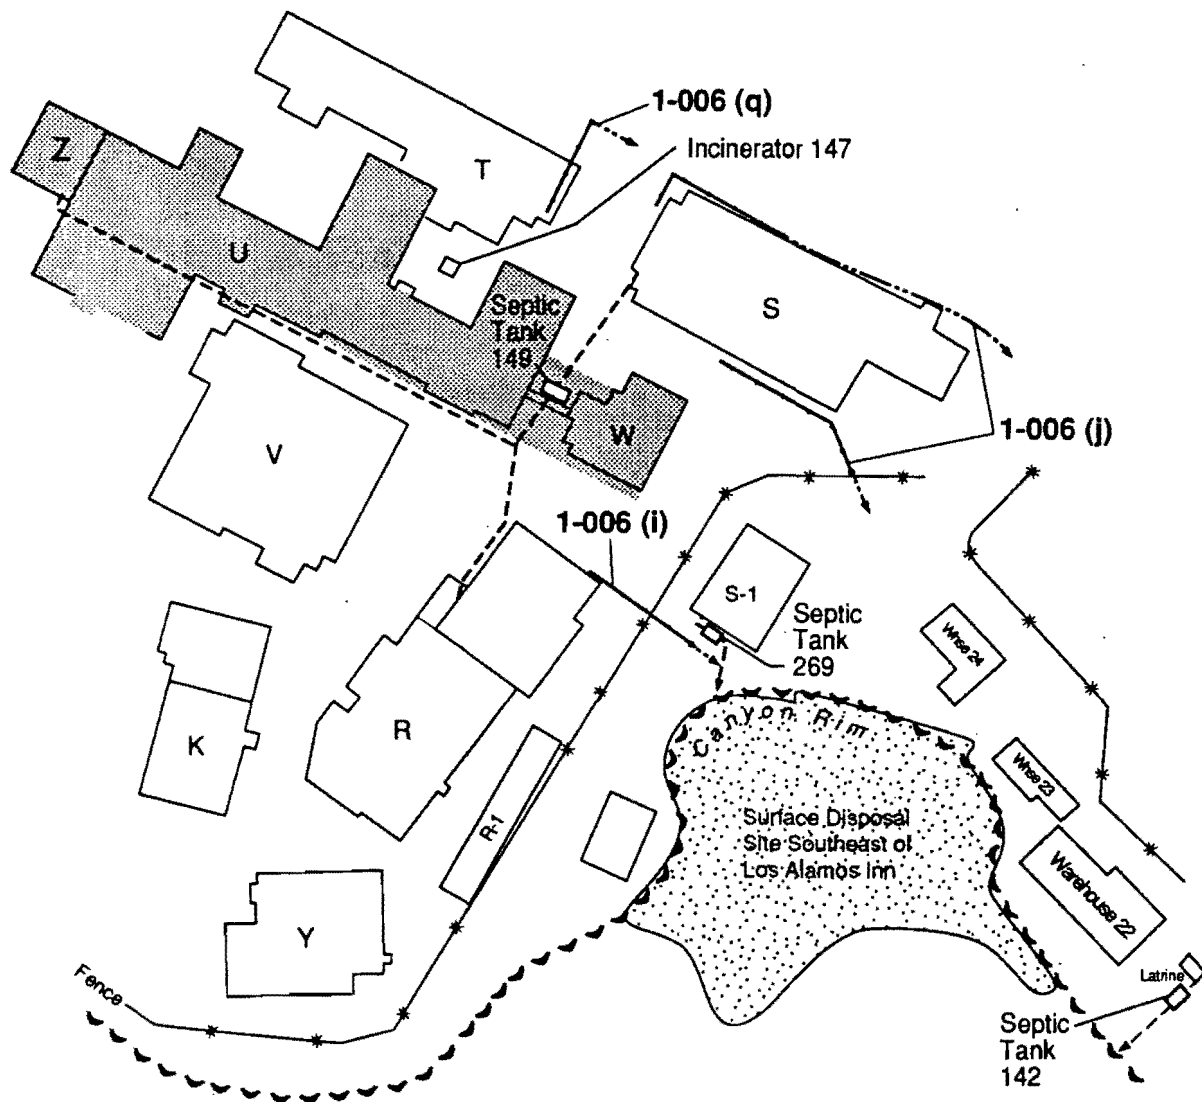 1-006 (q)
Incinerator 147
Z
T
U
S
Septic
Tank
149
1-006 (j)
W
V
1-006 (i)
S-1
Septic
Tank
269
Whse 24
Canyon Rim
K
R
Whse 23
R-1
Surface Disposal
Site Southeast of
Los Alamos Inn
Warehouse 22
Y
Latrine
Fence
Septic
Tank
142